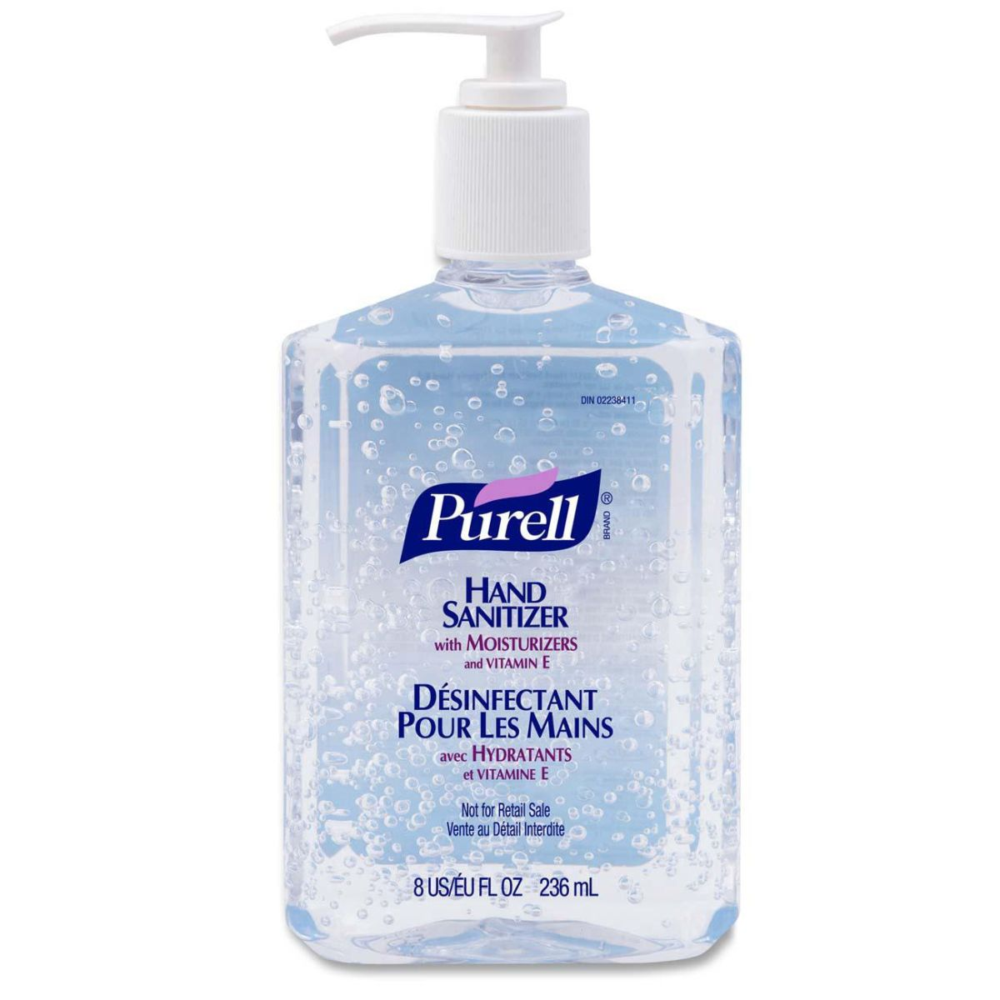 DIN 02238411
Purell
BRAND ®
HAND
SANITIZER
with MOISTURIZERS
and VITAMIN E
DÉSINFECTANT
POUR LES MAINS
avec HYDRATANTS
et VITAMINE E
Not for Retail Sale
Vente au Détail Interdite
8 US/ÉU FL OZ 236 mL